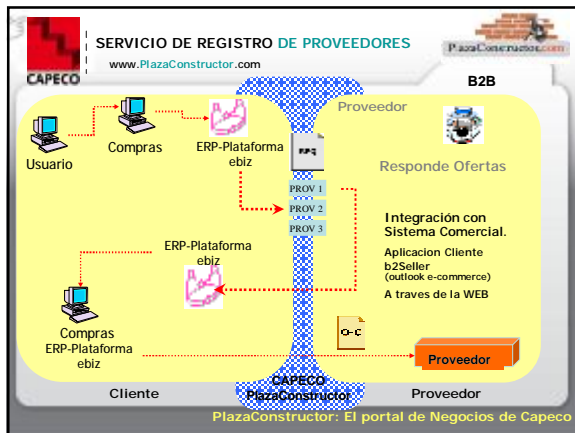 SERVICIO DE REGISTRO DE PROVEEDORES
www.PlazaConstructor.com
CAPECO
PlazaConstructor.com
B2B
Proveedor
Usuario
Compras
ERP-Plataforma
ebiz
RFQ
Responde Ofertas
PROV 1
PROV 2
PROV 3
Integración con
Sistema Comercial.
Aplicacion Cliente
b2Seller
(outlook e-commerce)
A traves de la WEB
ERP-Plataforma
ebiz
Compras
ERP-Plataforma
ebiz
O-C
Proveedor
Cliente
CAPECO
PlazaConstructor
Proveedor
PlazaConstructor: El portal de Negocios de Capeco